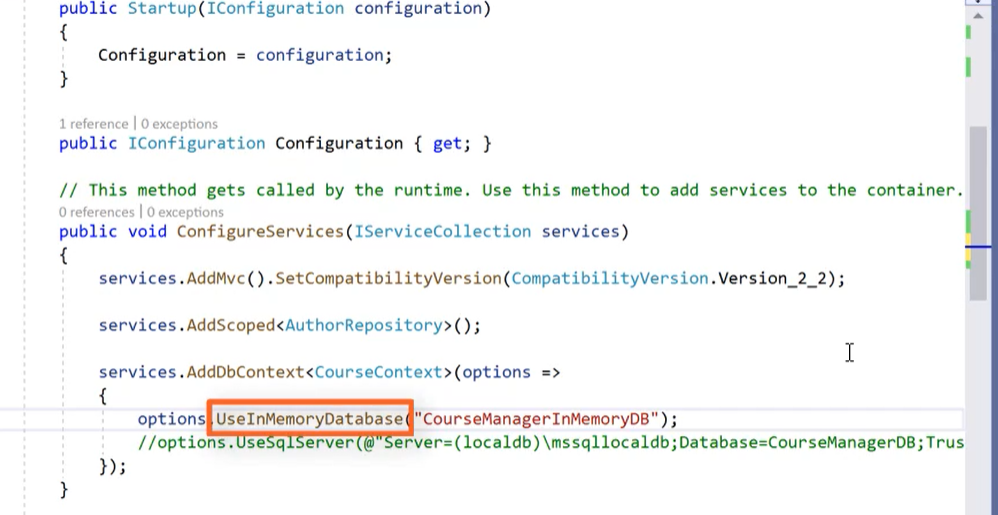 public Startup(IConfiguration configuration)
{
Configuration = configuration;
}
1 reference | 0 exceptions
public IConfiguration Configuration { get; }
// This method gets called by the runtime. Use this method to add services to the container.
0 references | 0 exceptions
public void ConfigureServices(IServiceCollection services)
{
services.AddMvc().SetCompatibilityVersion(CompatibilityVersion.Version_2_2);
services.AddScoped<AuthorRepository>();
services.AddDbContext<CourseContext>(options =>
{
options.UseInMemoryDatabase("CourseManagerInMemoryDB");
//options.UseSqlServer(@"Server=(localdb)\mssqllocaldb;Database=CourseManagerDB;Trus
});
}